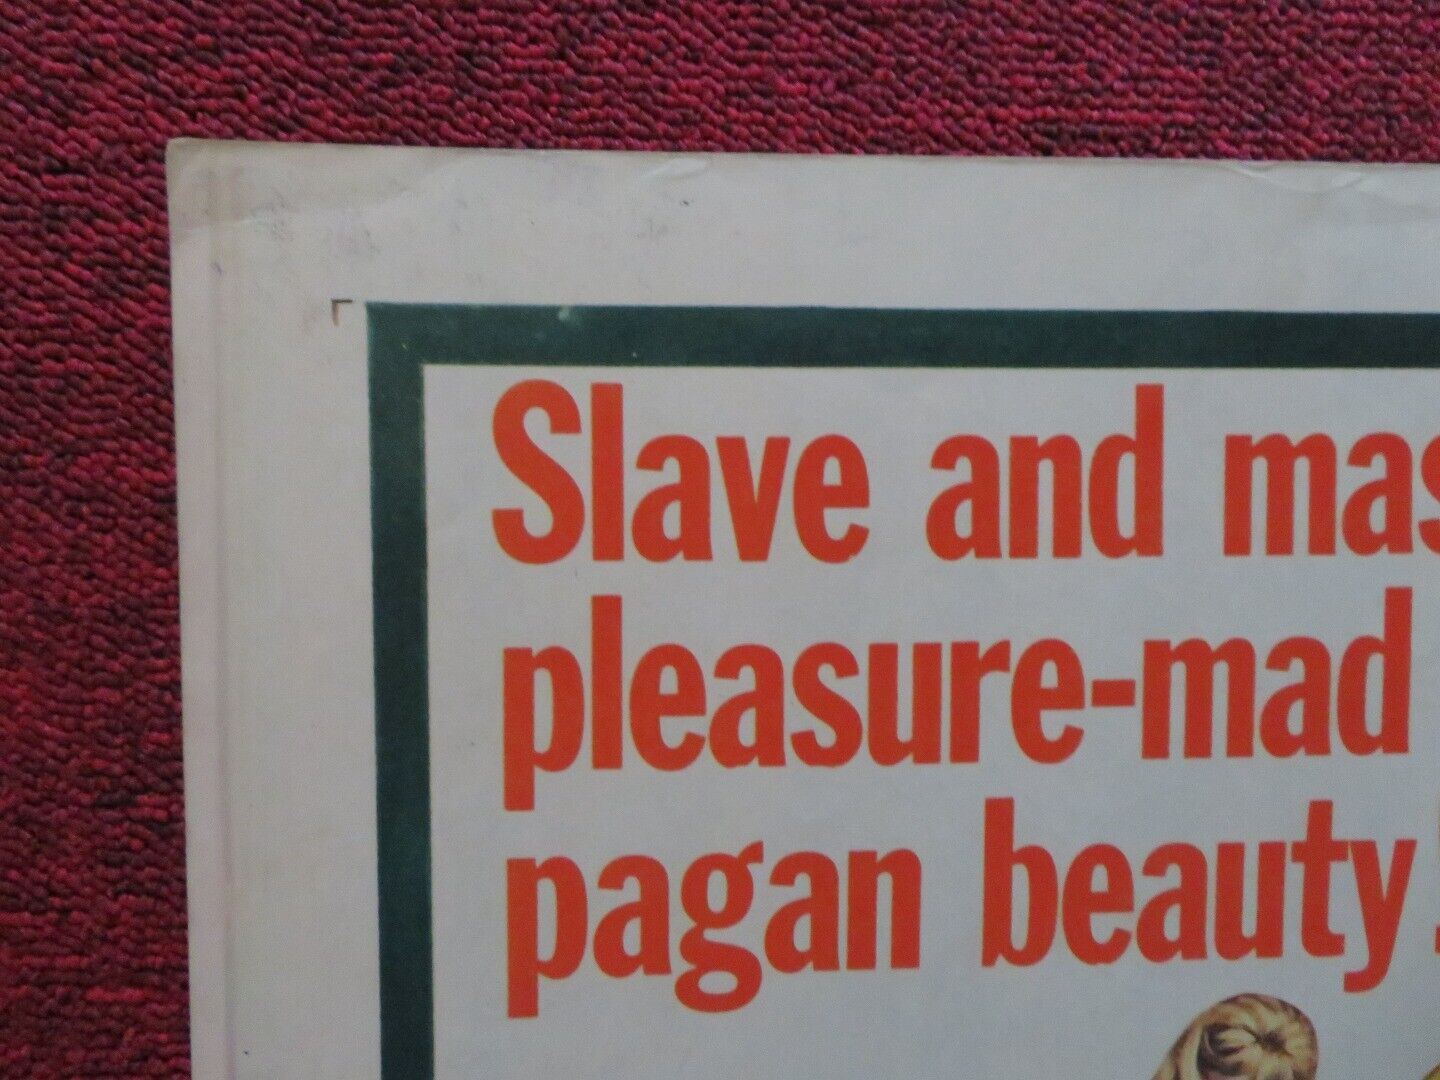 Slave and mas
pleasure-mad
pagan beauty!